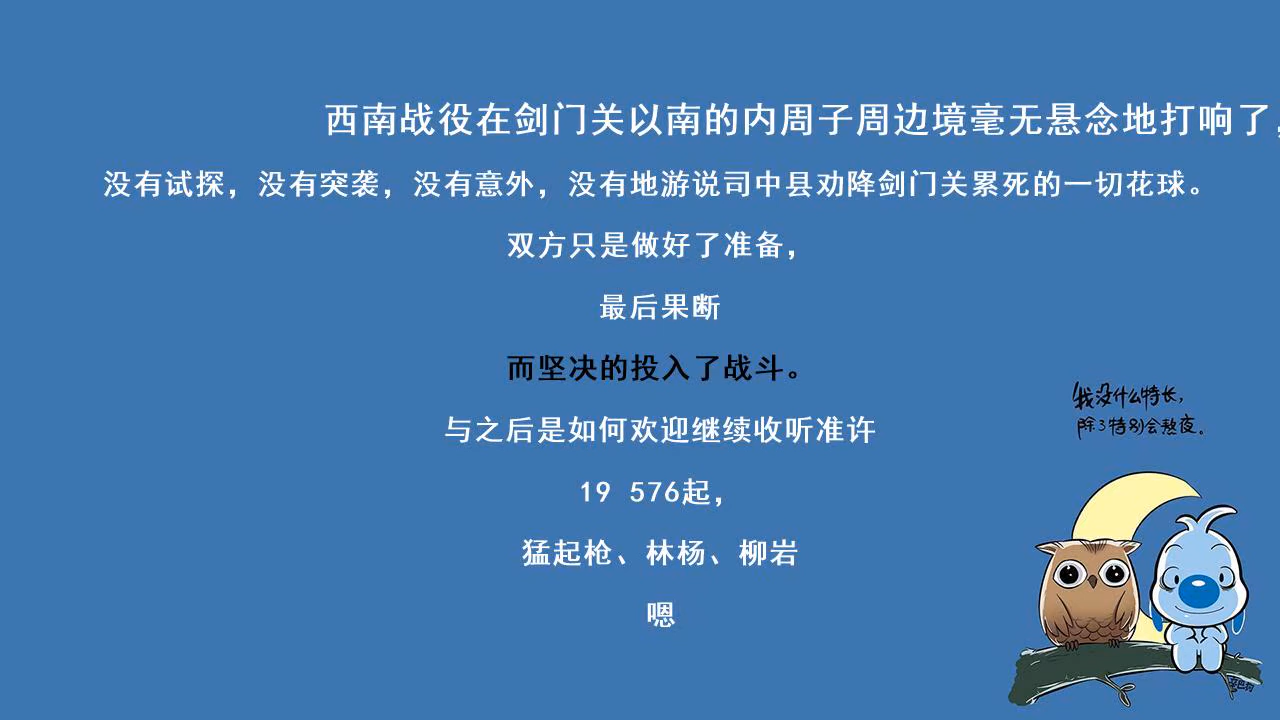 西南战役在剑门关以南的内周子周边境毫无悬念地打响了，
没有试探，没有突袭，没有意外，没有地游说司中县劝降剑门关累死的一切花球。
双方只是做好了准备，
最后果断
而坚决的投入了战斗。
与之后是如何欢迎继续收听准许
19 576起，
猛起枪、林杨、柳岩
嗯
我没什么特长，
除了特别会熬夜。